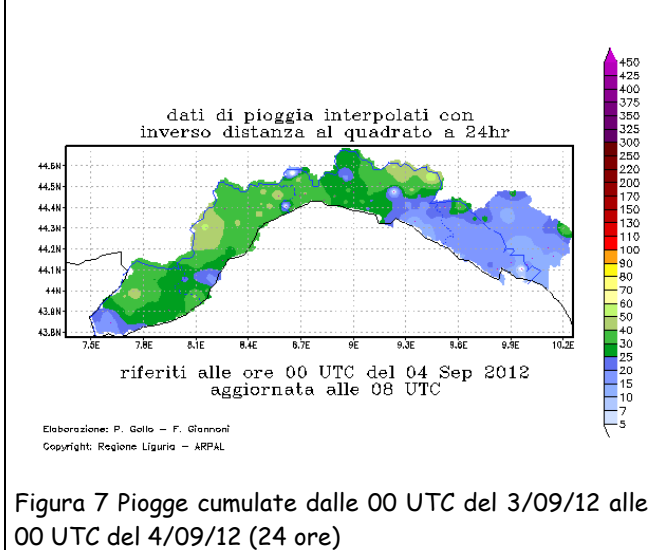 dati di pioggia interpolati con
inverso distanza al quadrato a 24hr
44.6N
44.5N
44.4N
44.3N
44.2N
44.1N
44N
43.9N
43.8N
7.5E 7.8E 8.1E 8.4E 8.7E 9E 9.3E 9.6E 9.9E 10.2E
450
425
400
375
350
325
300
250
220
200
170
150
130
110
100
90
80
70
60
50
40
30
25
20
15
10
7
5
riferiti alle ore 00 UTC del 04 Sep 2012
aggiornata alle 08 UTC
Elaborazione: P. Gollo – F. Giannoni
Copyright: Regione Liguria – ARPAL
Figura 7 Piogge cumulate dalle 00 UTC del 3/09/12 alle
00 UTC del 4/09/12 (24 ore)